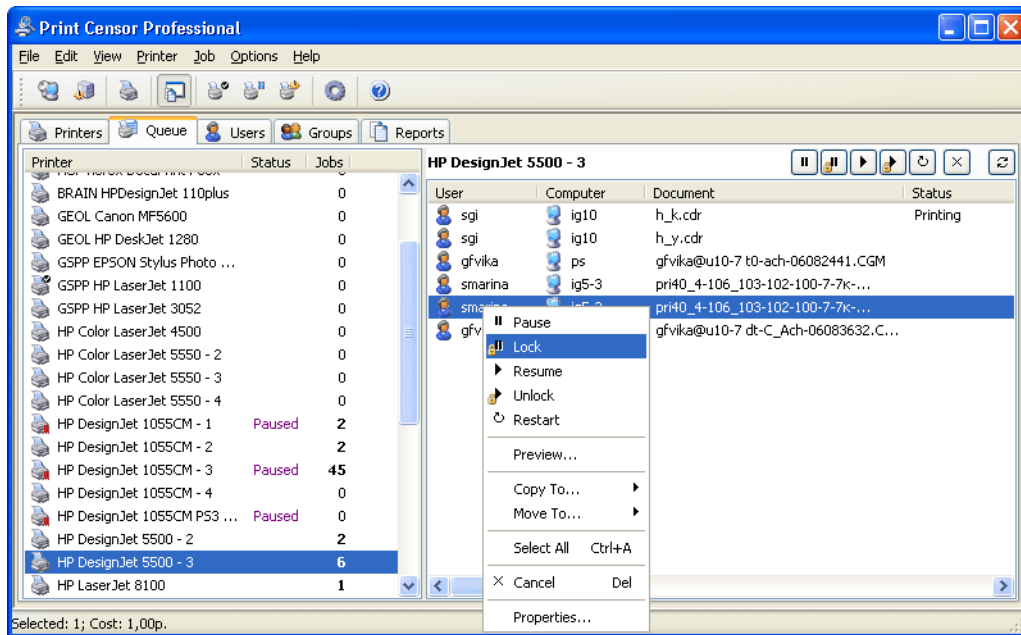 Print Censor Professional
File Edit View Printer Job Options Help
Printers Queue Users Groups Reports
Printer Status Jobs
BRAIN HPDesignJet 110plus 0
GEOL Canon MF5600 0
GEOL HP DeskJet 1280 0
GSPP EPSON Stylus Photo ... 0
GSPP HP LaserJet 1100 0
GSPP HP LaserJet 3052 0
HP Color LaserJet 4500 0
HP Color LaserJet 5550 - 2 0
HP Color LaserJet 5550 - 3 0
HP Color LaserJet 5550 - 4 0
HP DesignJet 1055CM - 1 Paused 2
HP DesignJet 1055CM - 2 2
HP DesignJet 1055CM - 3 Paused 45
HP DesignJet 1055CM - 4 0
HP DesignJet 1055CM PS3 ... Paused 0
HP DesignJet 5500 - 2 2
HP DesignJet 5500 - 3 6
HP LaserJet 8100 1
HP DesignJet 5500 - 3
User Computer Document Status
sgi ig10 h_k.cdr Printing
sgi ig10 h_y.cdr
gfvika ps gfvika@u10-7 t0-ach-06082441.CGM
smarina ig5-3 pri40_4-106_103-102-100-7-7к-...
smarina ig5-3 pri40_4-106_103-102-100-7-7к-...
gfv gfvika@u10-7 dt-C_Ach-06083632.C...
Pause
Lock
Resume
Unlock
Restart
Preview...
Copy To...
Move To...
Select All Ctrl+A
Cancel Del
Properties...
Selected: 1; Cost: 1,00р.